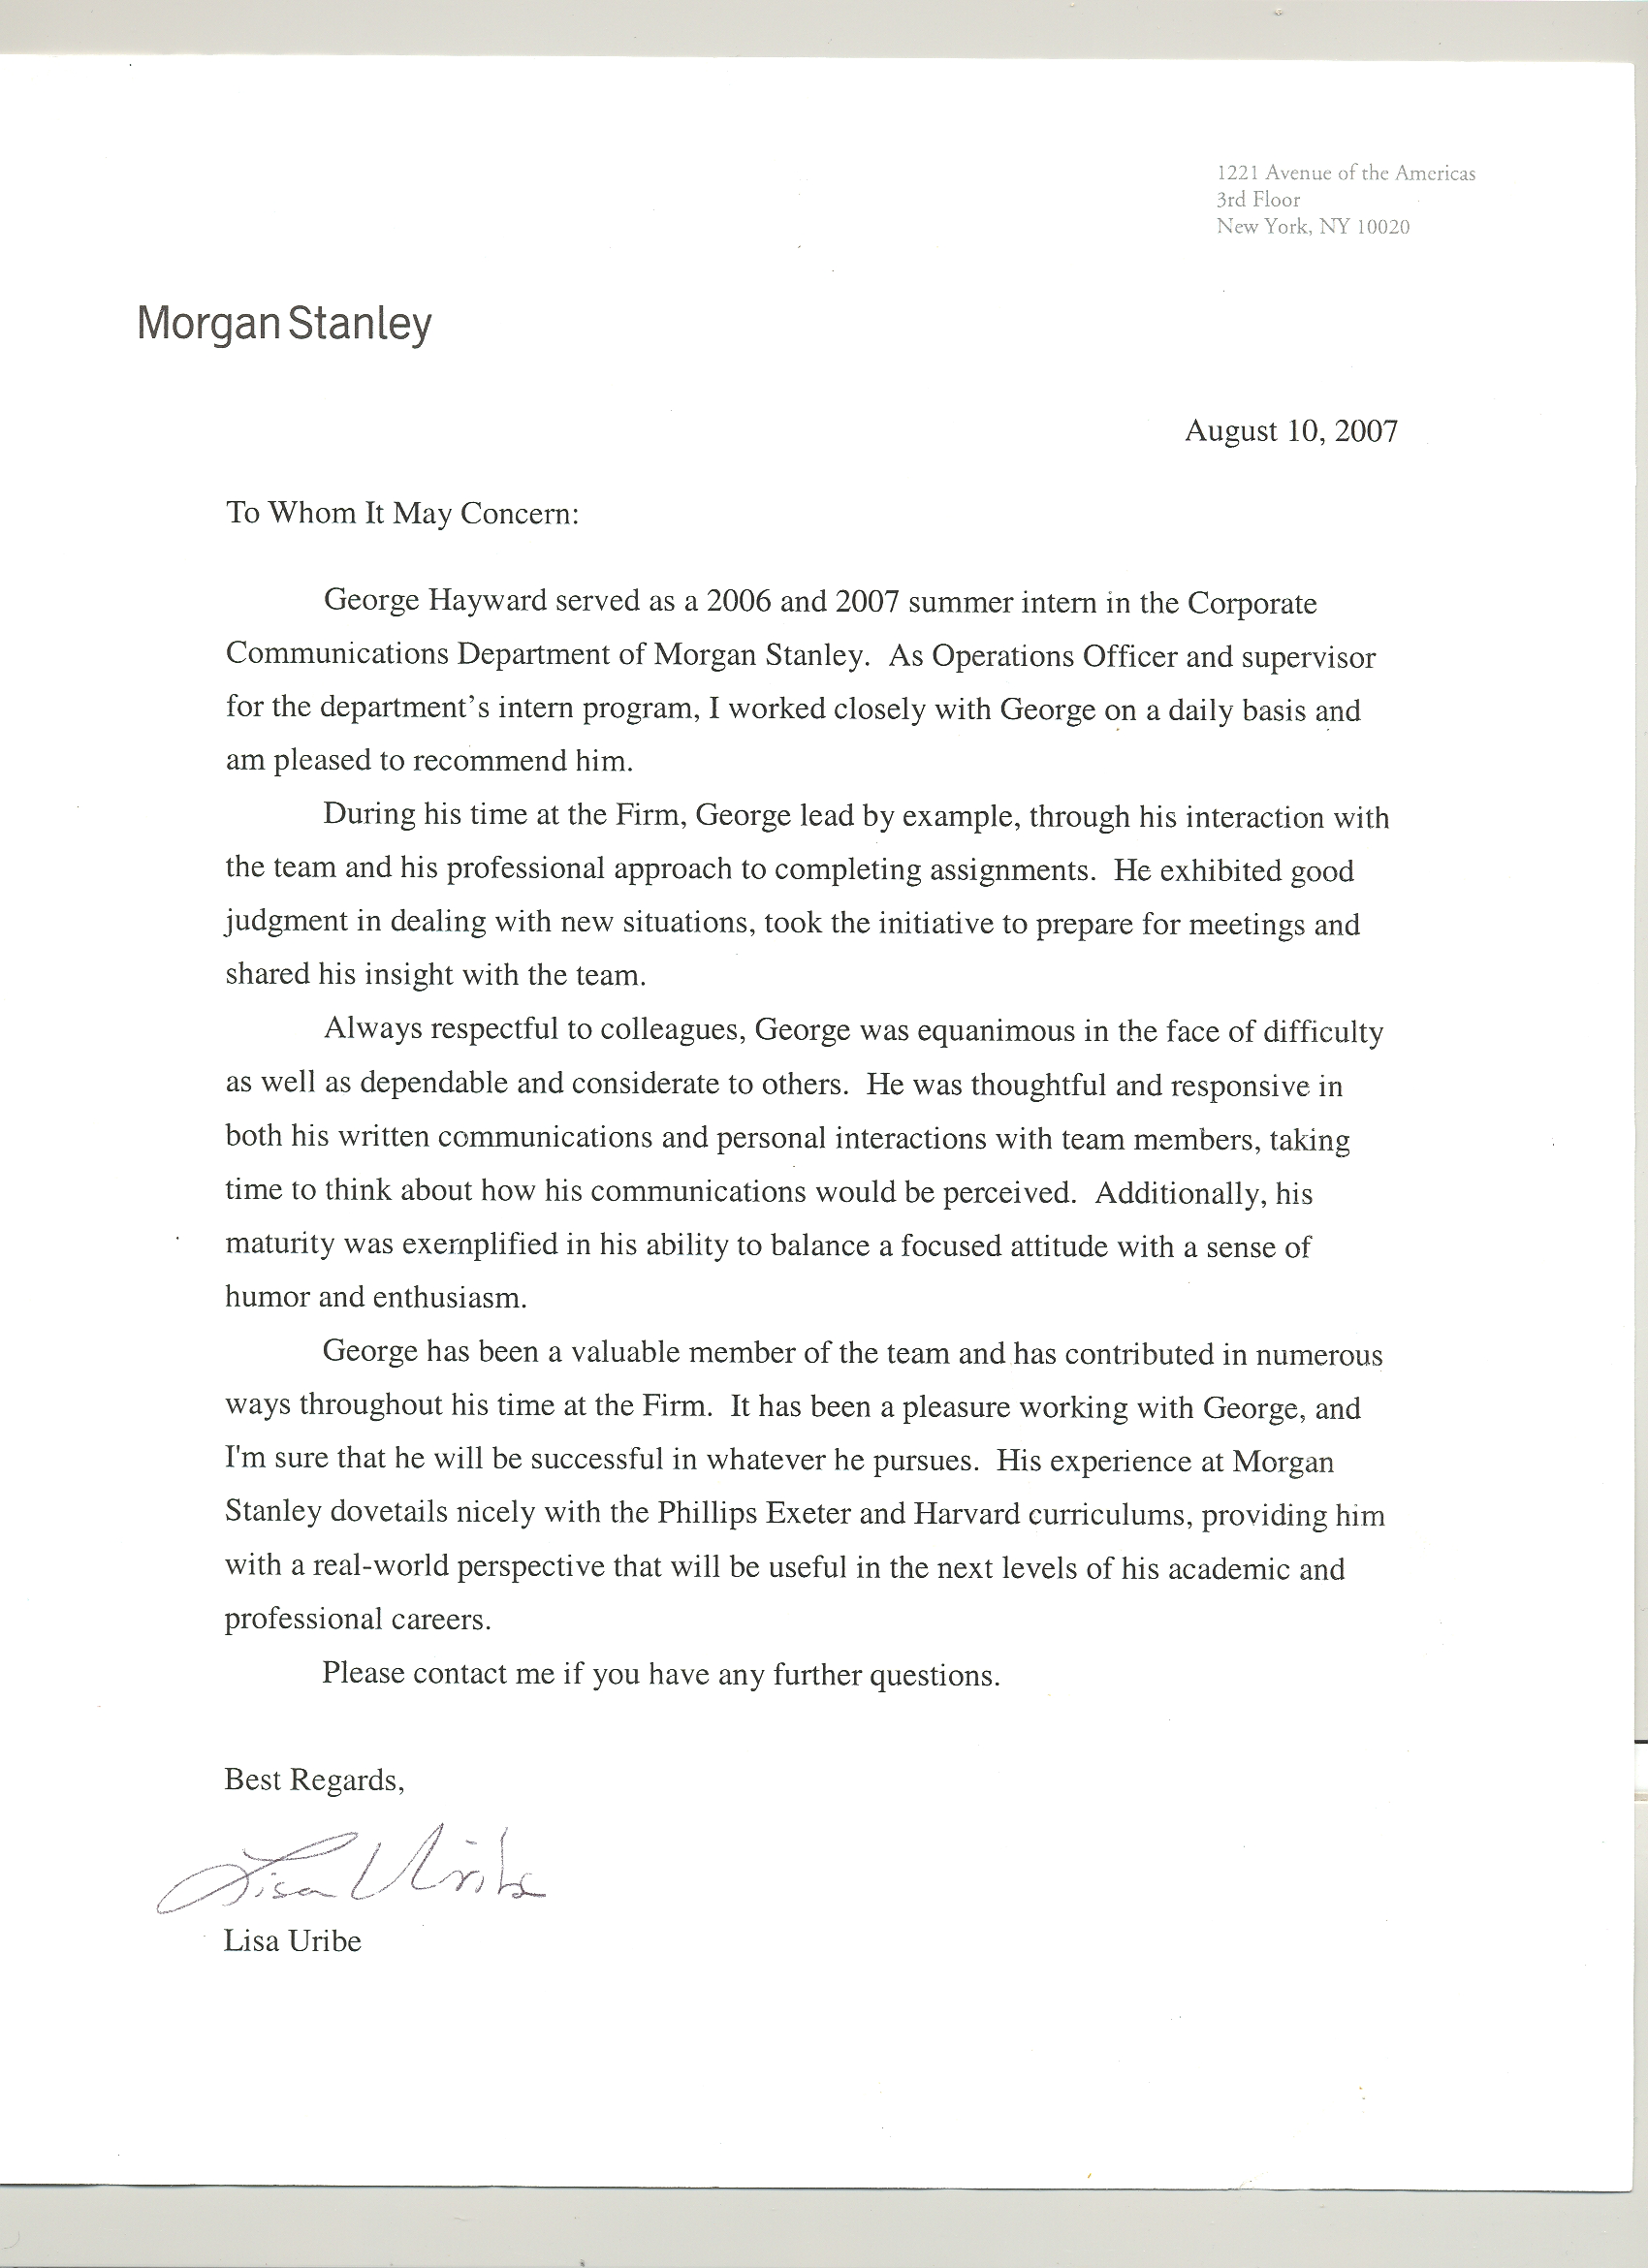 1221 Avenue of the Americas
3rd Floor
New York, NY 10020
Morgan Stanley
August 10, 2007
To Whom It May Concern:
George Hayward served as a 2006 and 2007 summer intern in the Corporate
Communications Department of Morgan Stanley.  As Operations Officer and supervisor
for the department's intern program, I worked closely with George on a daily basis and
am pleased to recommend him.
During his time at the Firm, George lead by example, through his interaction with
the team and his professional approach to completing assignments.  He exhibited good
judgment in dealing with new situations, took the initiative to prepare for meetings and
shared his insight with the team.
Always respectful to colleagues, George was equanimous in the face of difficulty
as well as dependable and considerate to others.  He was thoughtful and responsive in
both his written communications and personal interactions with team members, taking
time to think about how his communications would be perceived.  Additionally, his
maturity was exemplified in his ability to balance a focused attitude with a sense of
humor and enthusiasm.
George has been a valuable member of the team and has contributed in numerous
ways throughout his time at the Firm.  It has been a pleasure working with George, and
I'm sure that he will be successful in whatever he pursues.  His experience at Morgan
Stanley dovetails nicely with the Phillips Exeter and Harvard curriculums, providing him
with a real-world perspective that will be useful in the next levels of his academic and
professional careers.
Please contact me if you have any further questions.
Best Regards,
Lisa Uribe
Lisa Uribe